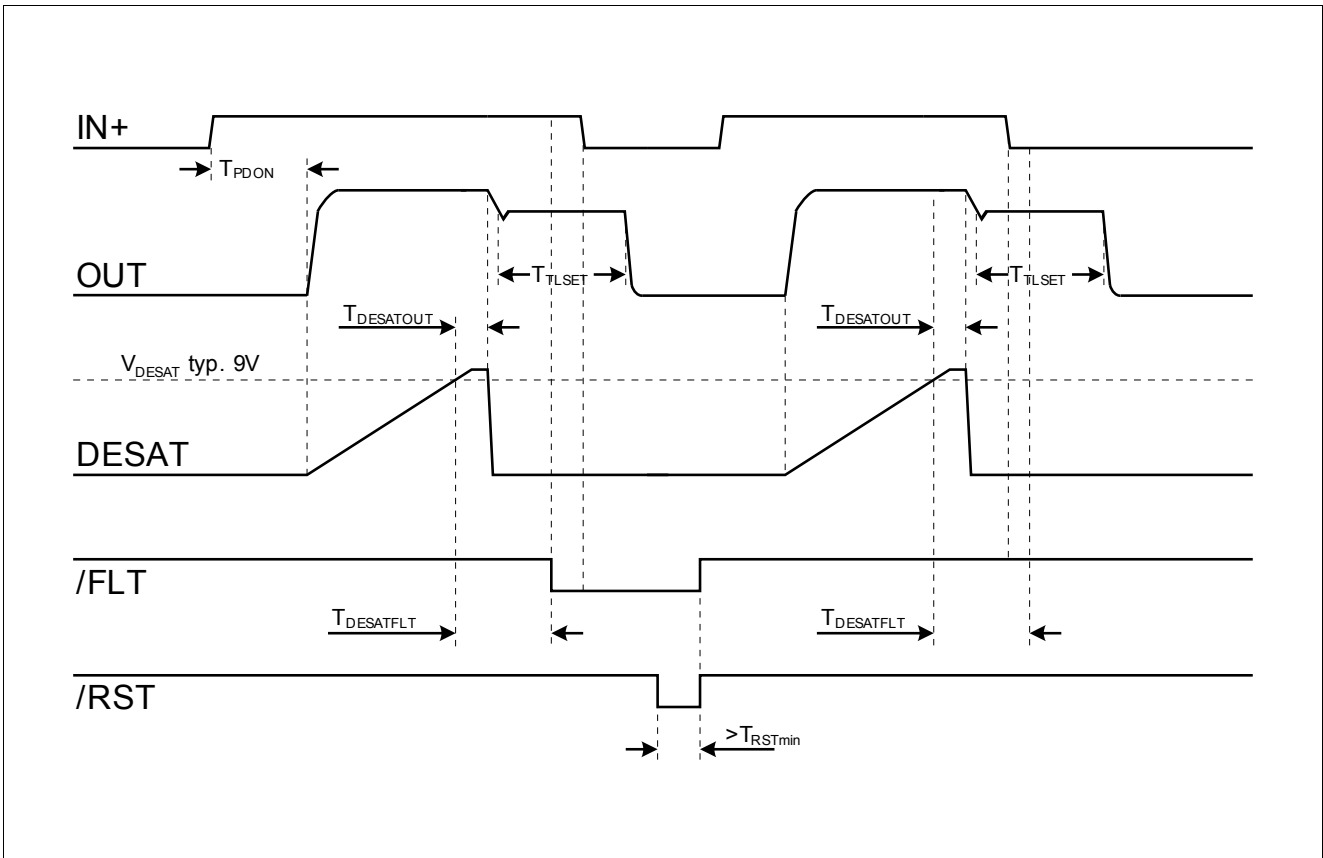 IN+
TPDON
OUT
TTLSET
TTLSET
TDESATOUT
TDESATOUT
VDESAT typ. 9V
DESAT
/FLT
TDESATFLT
TDESATFLT
/RST
>TRSTmin